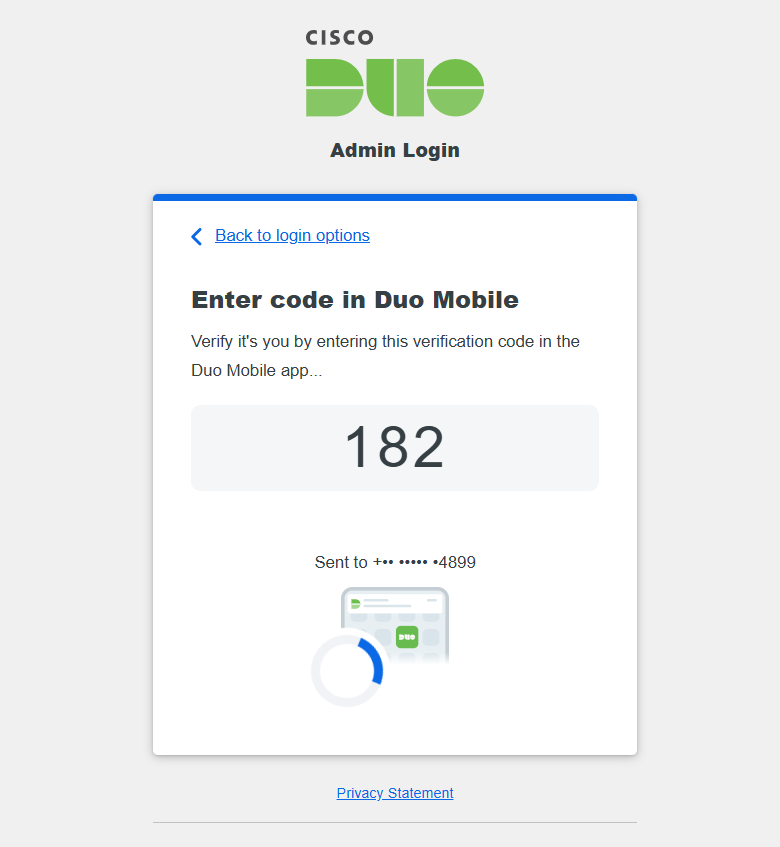 CISCO
DUO
Admin Login
Back to login options
Enter code in Duo Mobile
Verify it's you by entering this verification code in the
Duo Mobile app...
182
Sent to +•• ••••• •4899
DUO
Privacy Statement